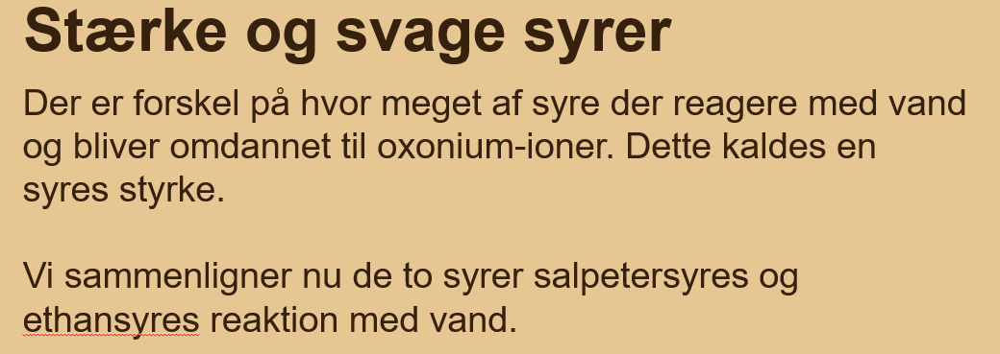 Stærke og svage syrer
Der er forskel på hvor meget af syre der reagere med vand
og bliver omdannet til oxonium-ioner. Dette kaldes en
syres styrke.
Vi sammenligner nu de to syrer salpetersyres og
ethansyres reaktion med vand.